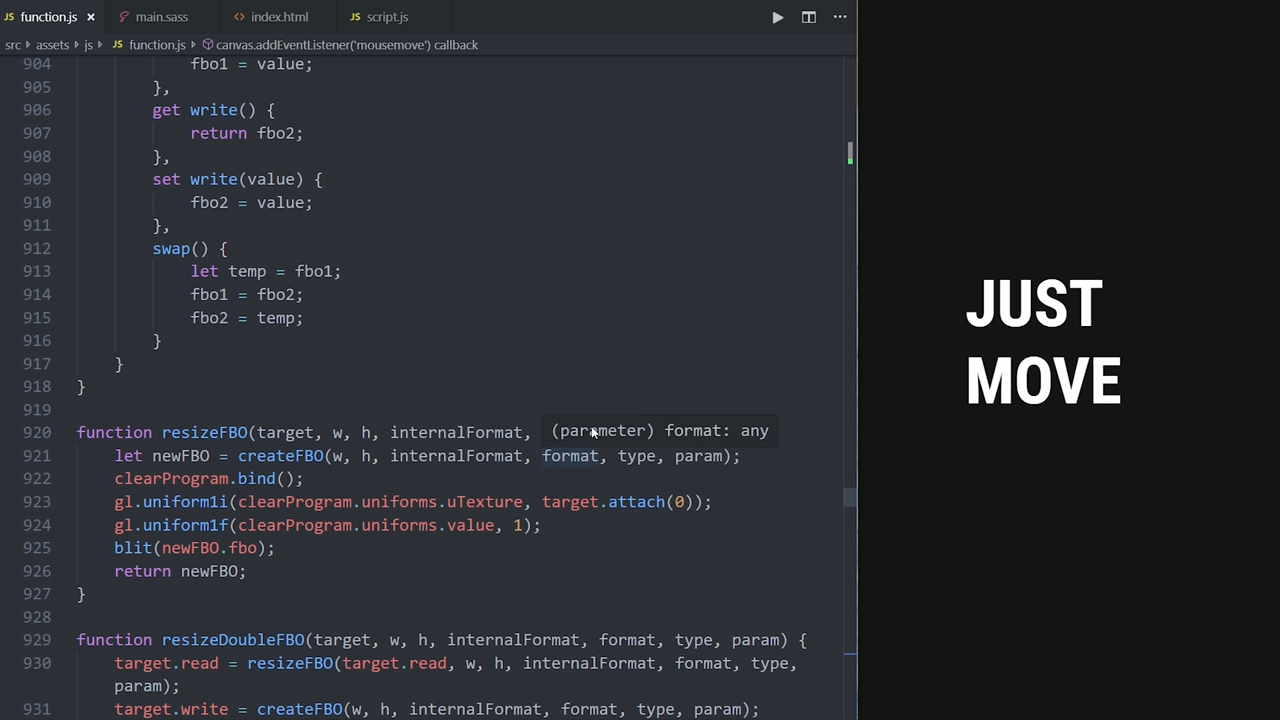 JS function.js × main.sass <> index.html JS script.js
src assets js JS function.js canvas.addEventListener('mousemove') callback
904 fbo1 = value;
905 },
906 get write() {
907 return fbo2;
908 },
909 set write(value) {
910 fbo2 = value;
911 },
912 swap() {
913 let temp = fbo1;
914 fbo1 = fbo2;
915 fbo2 = temp;
916 }
917 }
918 }
919
920 function resizeFBO(target, w, h, internalFormat, (parameter) format: any
921 let newFBO = createFBO(w, h, internalFormat, format, type, param);
922 clearProgram.bind();
923 gl.uniform1i(clearProgram.uniforms.uTexture, target.attach(0));
924 gl.uniform1f(clearProgram.uniforms.value, 1);
925 blit(newFBO.fbo);
926 return newFBO;
927 }
928
929 function resizeDoubleFBO(target, w, h, internalFormat, format, type, param) {
930 target.read = resizeFBO(target.read, w, h, internalFormat, format, type,
param);
931 target.write = createFBO(w, h, internalFormat, format, type, param);
JUST
MOVE